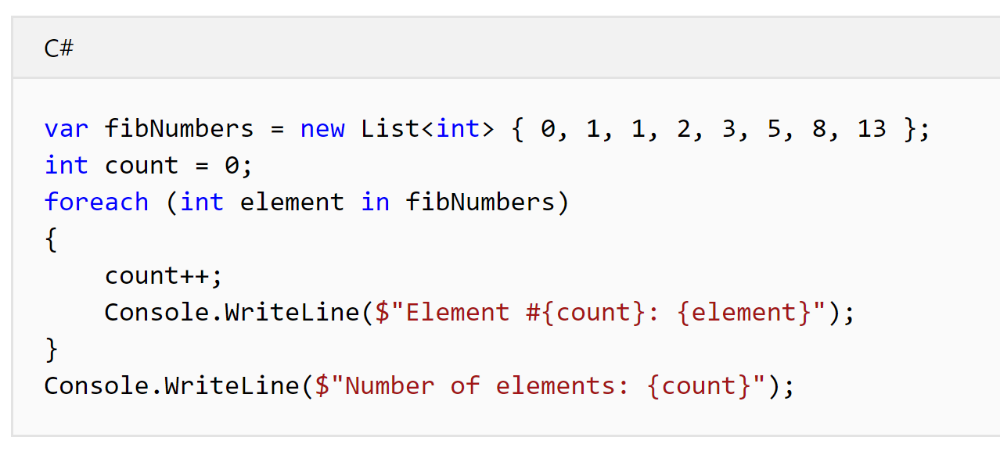 C#
var fibNumbers = new List<int> { 0, 1, 1, 2, 3, 5, 8, 13 };
int count = 0;
foreach (int element in fibNumbers)
{
    count++;
    Console.WriteLine($"Element #{count}: {element}");
}
Console.WriteLine($"Number of elements: {count}");